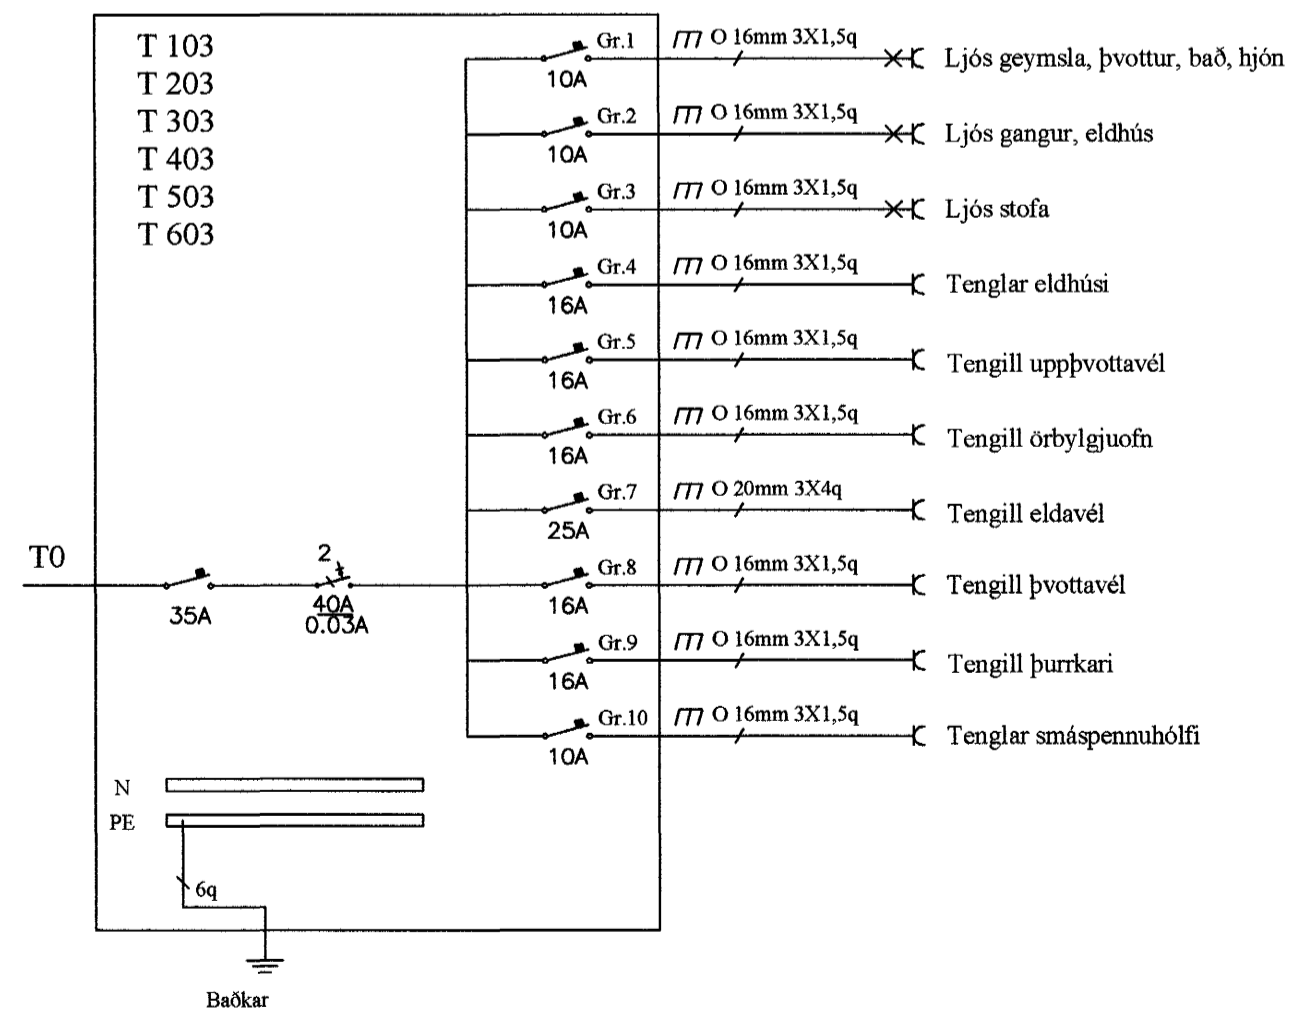 T 103
T 203
T 303
T 403
T 503
T 603
Gr.1 O 16mm 3X1,5q Ljós geymsla, þvottur, bað, hjón
10A
Gr.2 O 16mm 3X1,5q Ljós gangur, eldhús
10A
Gr.3 O 16mm 3X1,5q Ljós stofa
10A
Gr.4 O 16mm 3X1,5q Tenglar eldhúsi
16A
Gr.5 O 16mm 3X1,5q Tengill uppþvottavél
16A
Gr.6 O 16mm 3X1,5q Tengill örbylgjuofn
16A
Gr.7 O 20mm 3X4q Tengill eldavél
25A
T0
35A
2
40A
0.03A
Gr.8 O 16mm 3X1,5q Tengill þvottavél
16A
Gr.9 O 16mm 3X1,5q Tengill þurrkari
16A
Gr.10 O 16mm 3X1,5q Tenglar smáspennuhólfi
10A
N
PE
6q
Baðkar